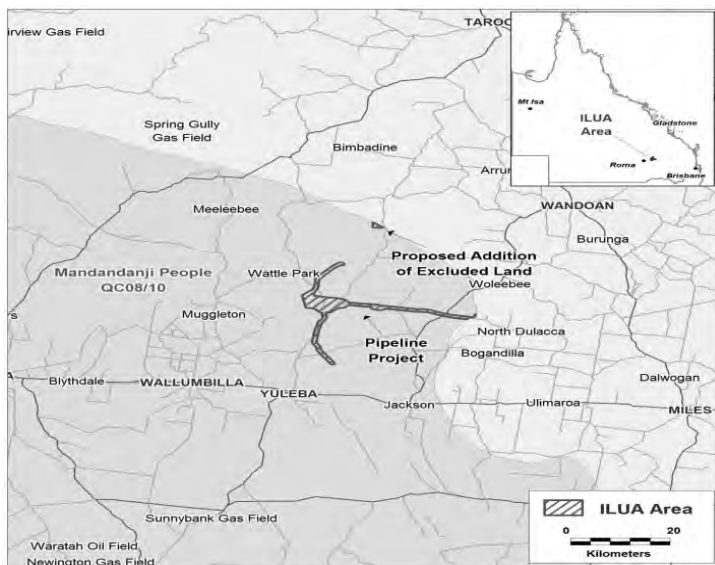 TAROO
irview Gas Field
Spring Gully
Gas Field
Bimbadine
Arru
Mt Isa
ILUA
Area
Gladstone
Roma
Brisbane
WANDOAN
Meeleebee
Burunga
Proposed Addition
of Excluded Land
Mandandanji People
QC08/10
Wattle Park
Woleebee
Muggleton
Pipeline
Project
North Dulacca
Bogandilla
Dalwogan
A
Blythdale
WALLUMBILLA
YULEBA
Jackson
Ulimaroa
MILES
ILUA Area
0
20
Kilometers
Sunnybank Gas Field
Waratah Oil Field
Newington Gas Field